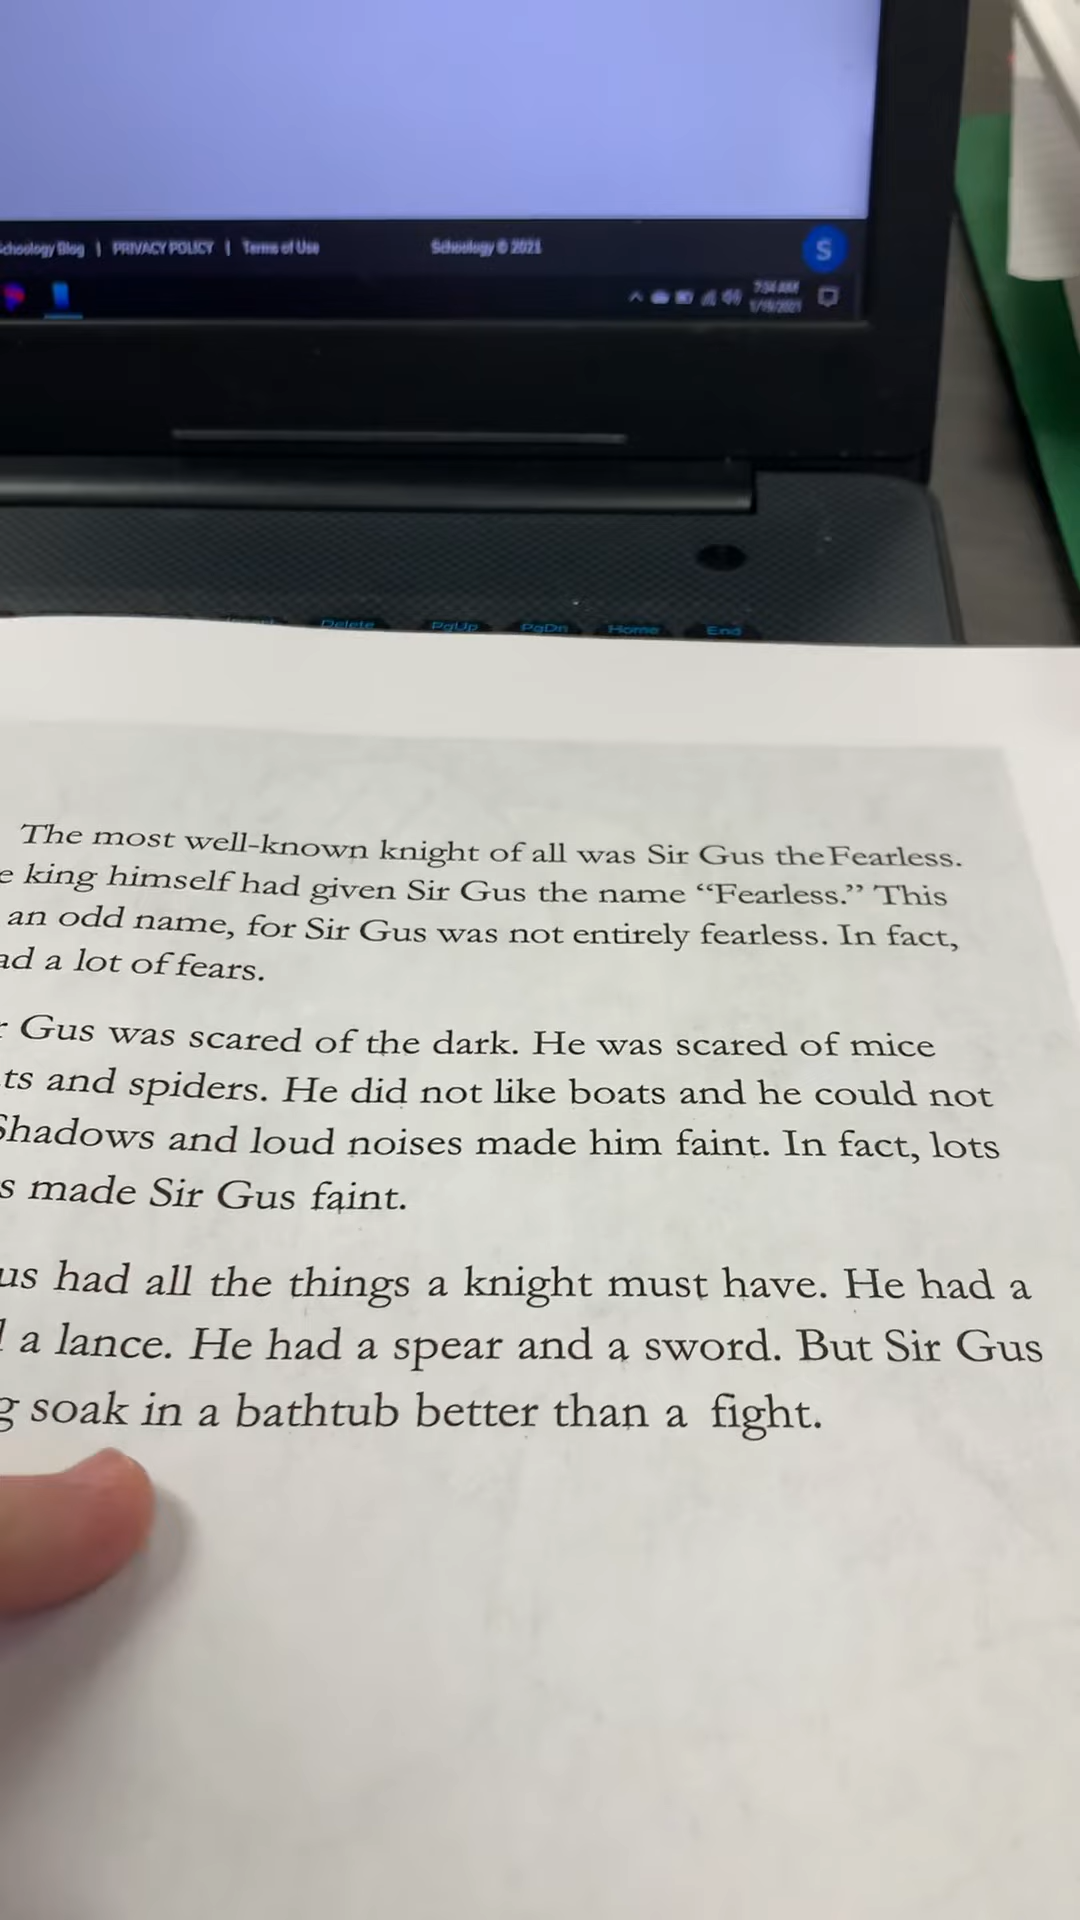 Schoology Blog | PRIVACY POLICY | Terms of Use Schoology © 2021 S
7:34 AM
1/19/2021
Delete PgUp PgDn Home End
The most well-known knight of all was Sir Gus the Fearless.
e king himself had given Sir Gus the name “Fearless.” This
an odd name, for Sir Gus was not entirely fearless. In fact,
ad a lot of fears.
r Gus was scared of the dark. He was scared of mice
ts and spiders. He did not like boats and he could not
Shadows and loud noises made him faint. In fact, lots
s made Sir Gus faint.
us had all the things a knight must have. He had a
a lance. He had a spear and a sword. But Sir Gus
g soak in a bathtub better than a fight.